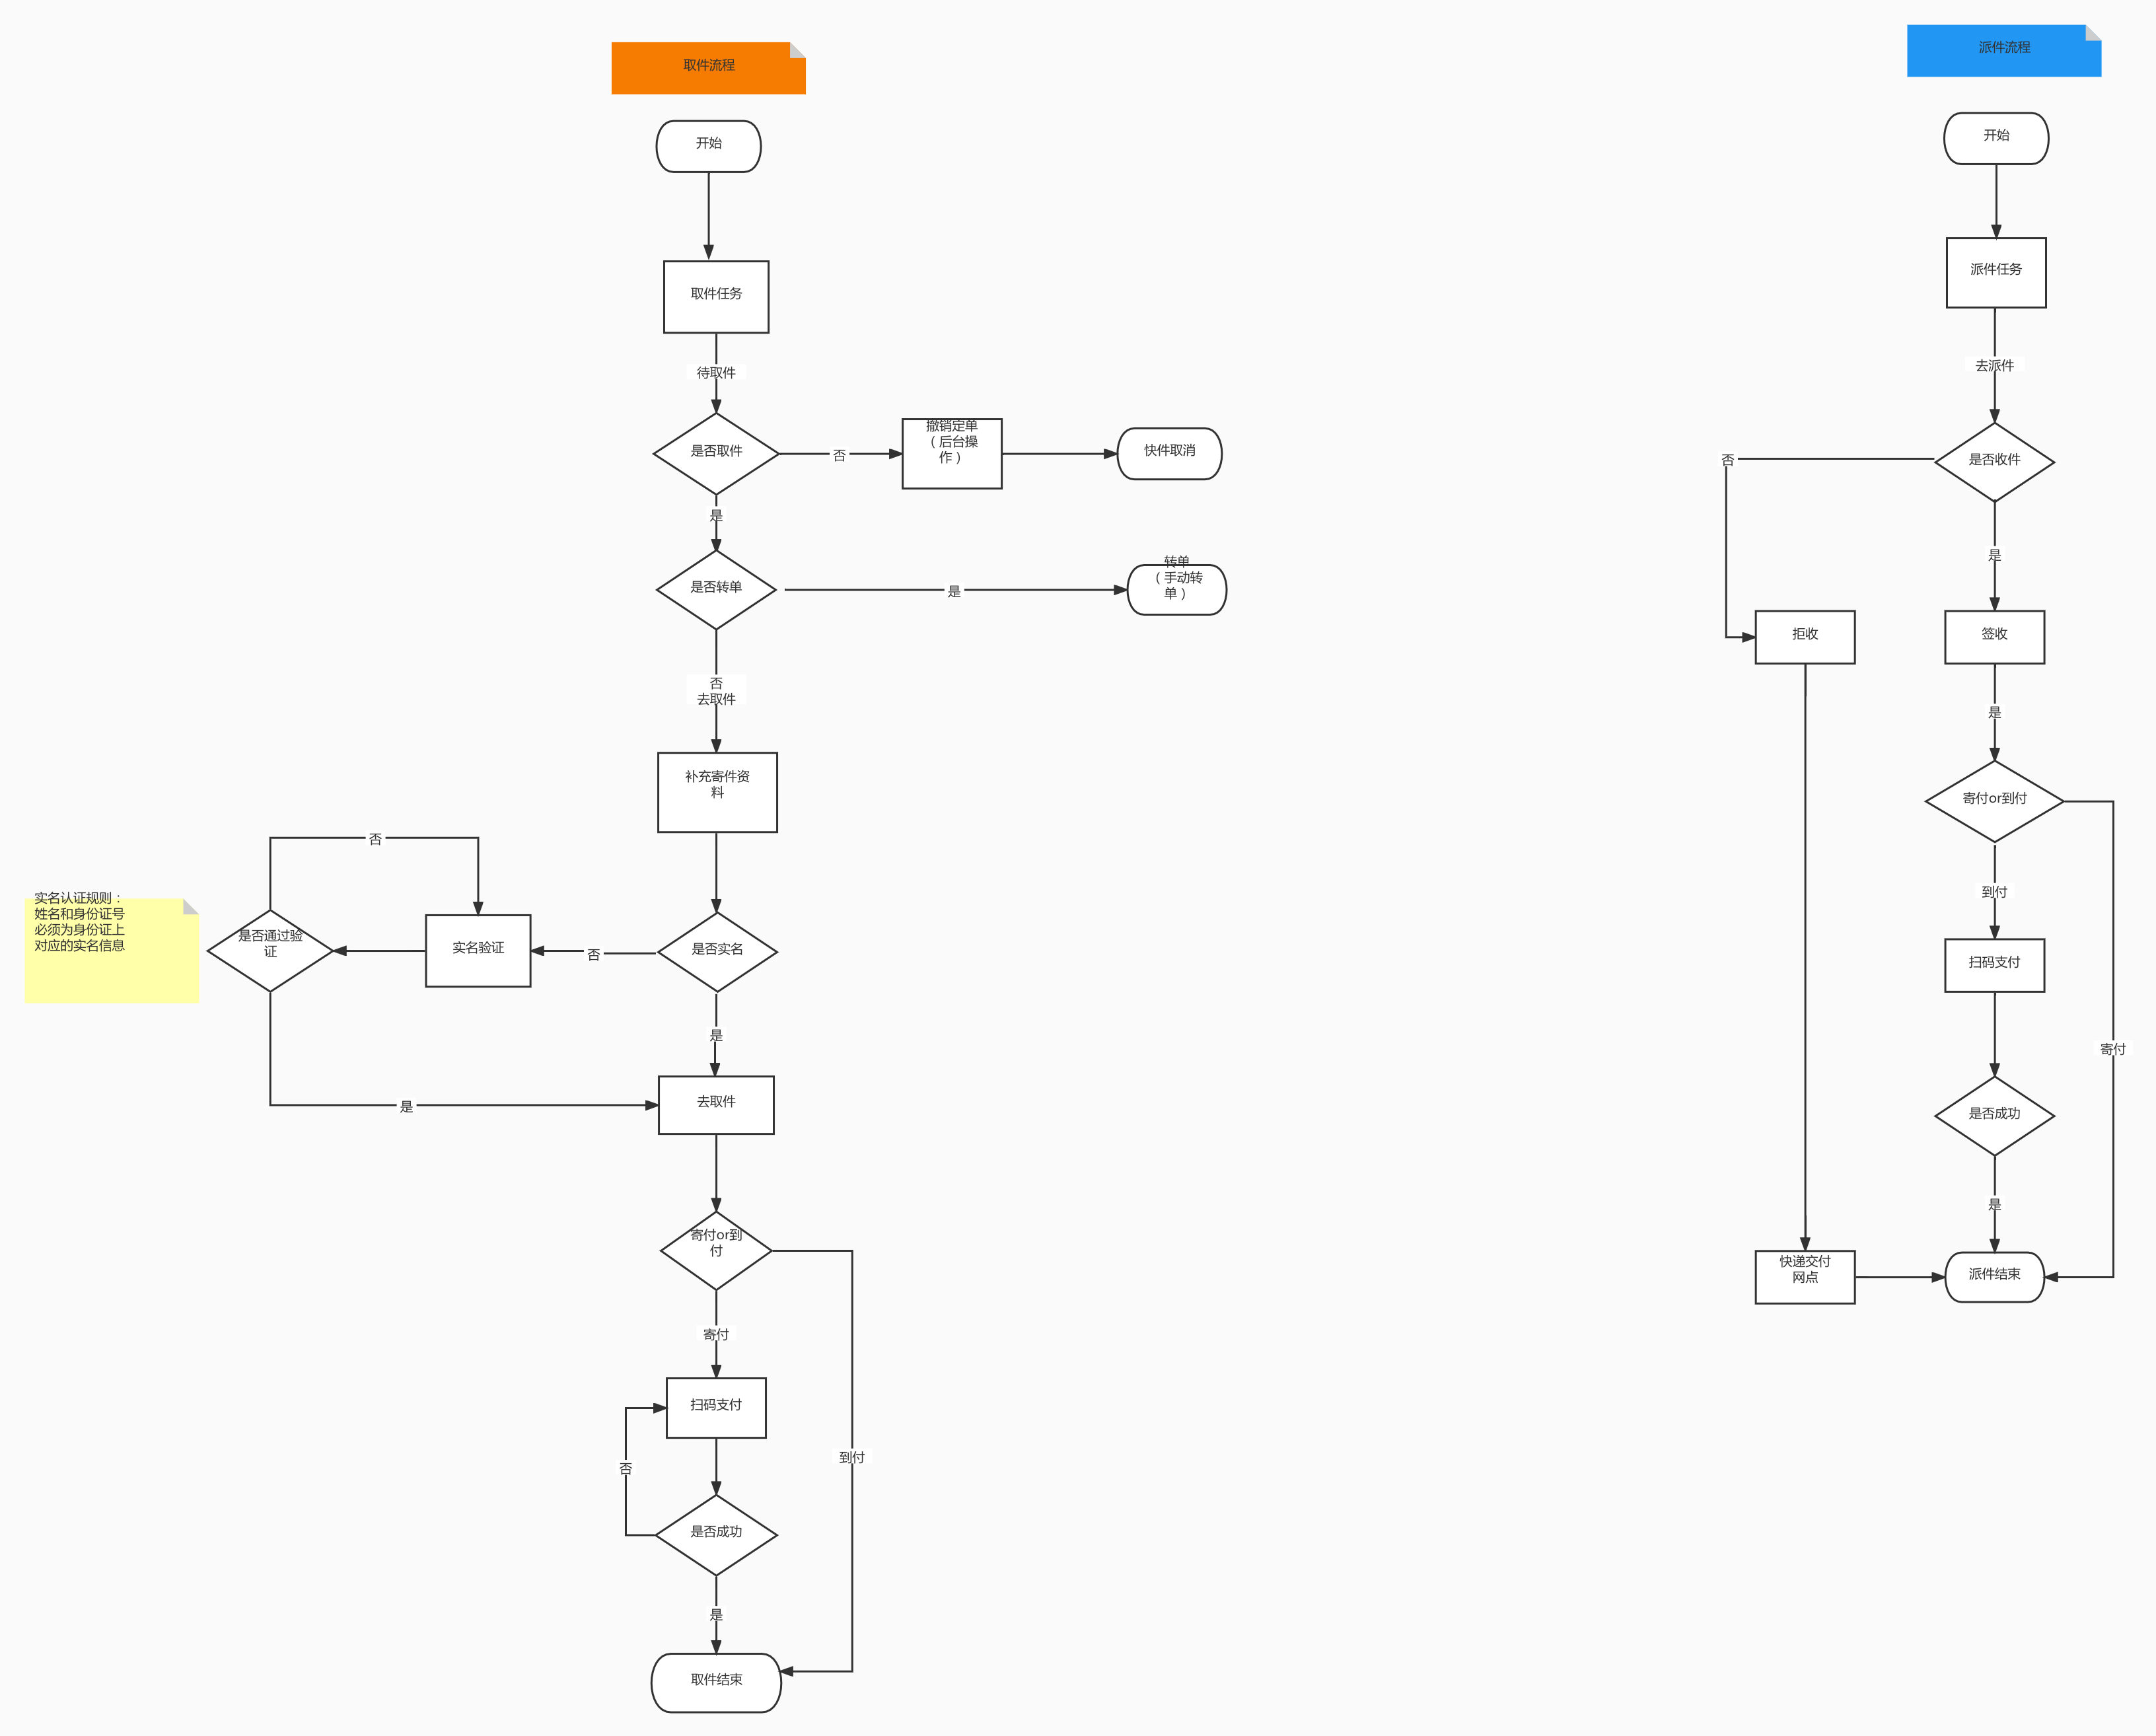 取件流程
开始
取件任务
待取件
是否取件
否
撤销定单
（后台操
作）
快件取消
是
是否转单
是
转单
（手动转
单）
否
去取件
补充寄件资
料
否
实名认证规则：
姓名和身份证号
必须为身份证上
对应的实名信息
是否通过验
证
实名验证
否
是否实名
是
是
去取件
寄付or到
付
寄付
到付
扫码支付
否
是否成功
是
取件结束
派件流程
开始
派件任务
去派件
是否收件
否
是
拒收
签收
是
寄付or到付
到付
扫码支付
寄付
是否成功
是
快递交付
网点
派件结束